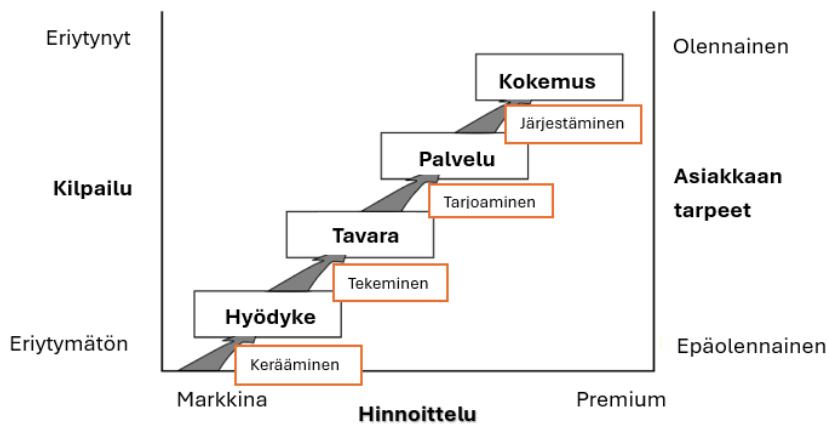 Eriytynyt
Olennainen
Kokemus
Järjestäminen
Palvelu
Kilpailu
Asiakkaan
tarpeet
Tarjoaminen
Tavara
Tekeminen
Hyödyke
Eriytymätön
Epäolennainen
Kerääminen
Markkina
Premium
Hinnoittelu